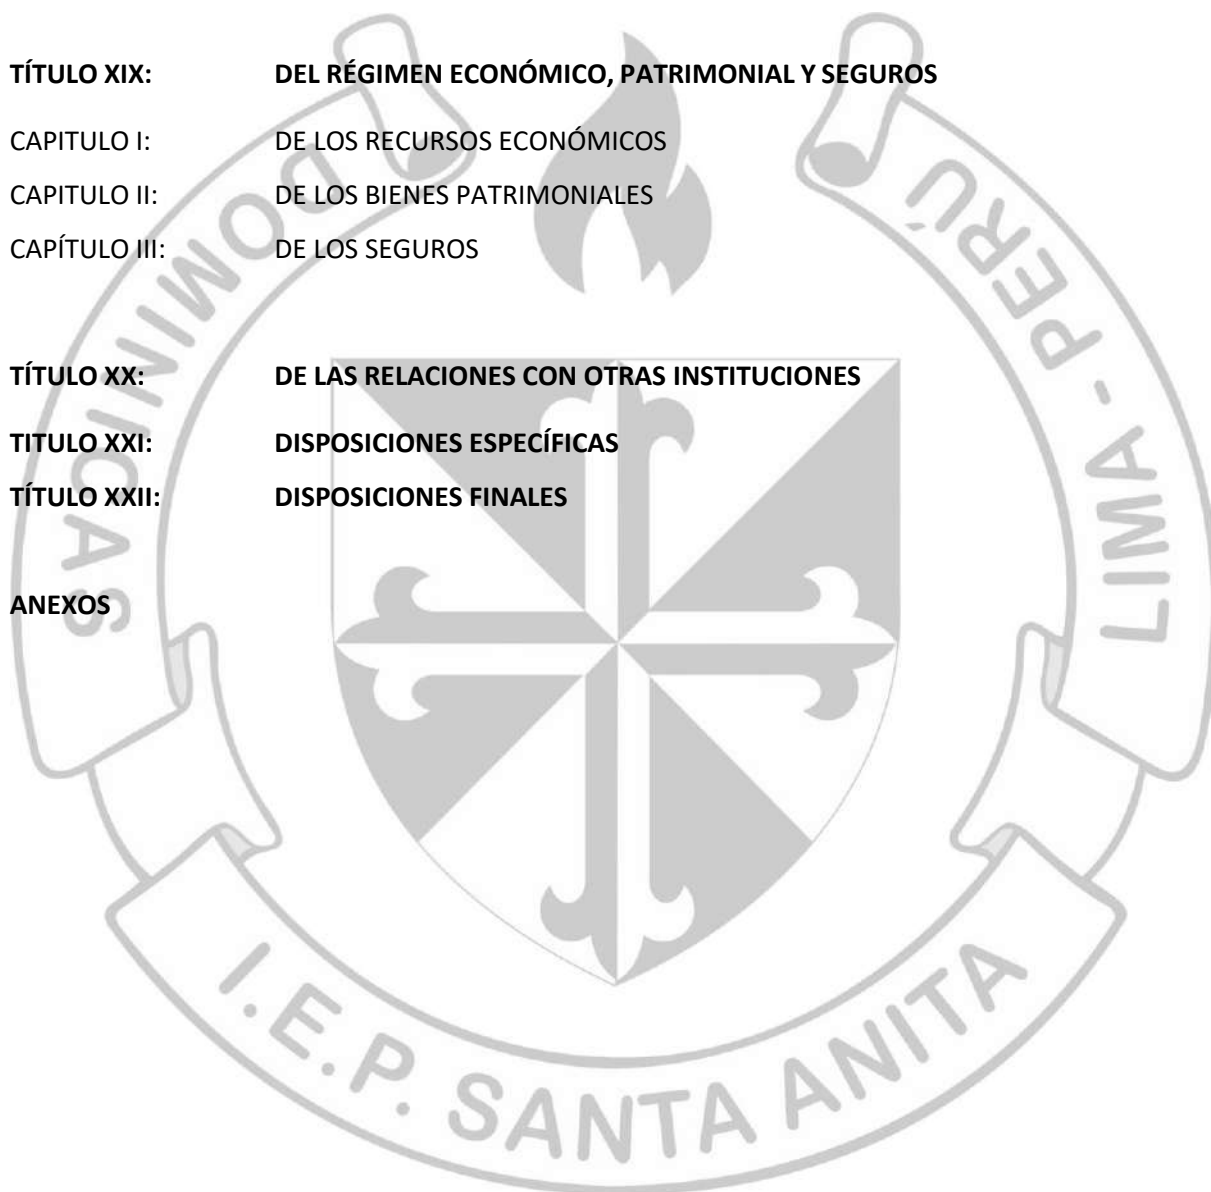 TÍTULO XIX: DEL RÉGIMEN ECONÓMICO, PATRIMONIAL Y SEGUROS
CAPITULO I: DE LOS RECURSOS ECONÓMICOS
CAPITULO II: DE LOS BIENES PATRIMONIALES
CAPÍTULO III: DE LOS SEGUROS
TÍTULO XX: DE LAS RELACIONES CON OTRAS INSTITUCIONES
TITULO XXI: DISPOSICIONES ESPECÍFICAS
TÍTULO XXII: DISPOSICIONES FINALES
ANEXOS
DOMINICAS
LIMA - PERÚ
I.E.P. SANTA ANITA